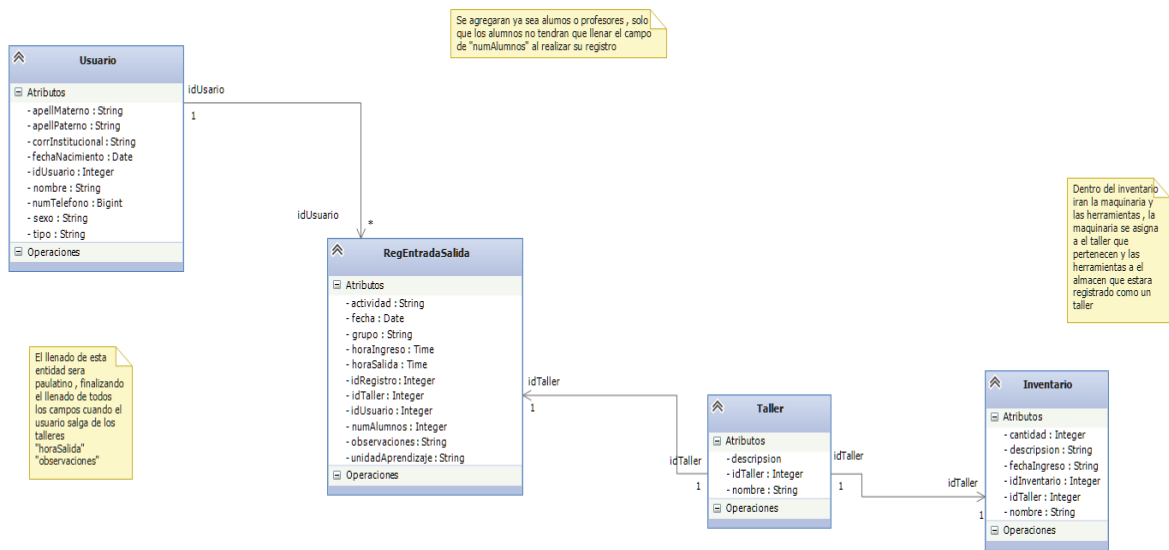 Se agregaran ya sea alumos o profesores , solo
que los alumnos no tendran que llenar el campo
de "numAlumnos" al realizar su registro
Usuario
Atributos
- apellMaterno : String
- apellPaterno : String
- corrInstitucional : String
- fechaNacimiento : Date
- idUsuario : Integer
- nombre : String
- numTelefono : Bigint
- sexo : String
- tipo : String
Operaciones
idUsario
1
idUsuario
*
RegEntradaSalida
Atributos
- actividad : String
- fecha : Date
- grupo : String
- horaIngreso : Time
- horaSalida : Time
- idRegistro : Integer
- idTaller : Integer
- idUsuario : Integer
- numAlumnos : Integer
- observaciones : String
- unidadAprendizaje : String
Operaciones
El llenado de esta
entidad sera
paulatino , finalizando
el llenado de todos
los campos cuando el
usuario salga de los
talleres
"horaSalida"
"observaciones"
idTaller
1
idTaller
1
Taller
Atributos
- descripsion
- idTaller : Integer
- nombre : String
Operaciones
idTaller
1
idTaller
1
Dentro del inventario
iran la maquinaria y
las herramientas , la
maquinaria se asigna
a el taller que
pertenecen y las
herramientas a el
almacen que estara
registrado como un
taller
Inventario
Atributos
- cantidad : Integer
- descripsion : String
- fechaIngreso : String
- idInventario : Integer
- idTaller : Integer
- nombre : String
Operaciones